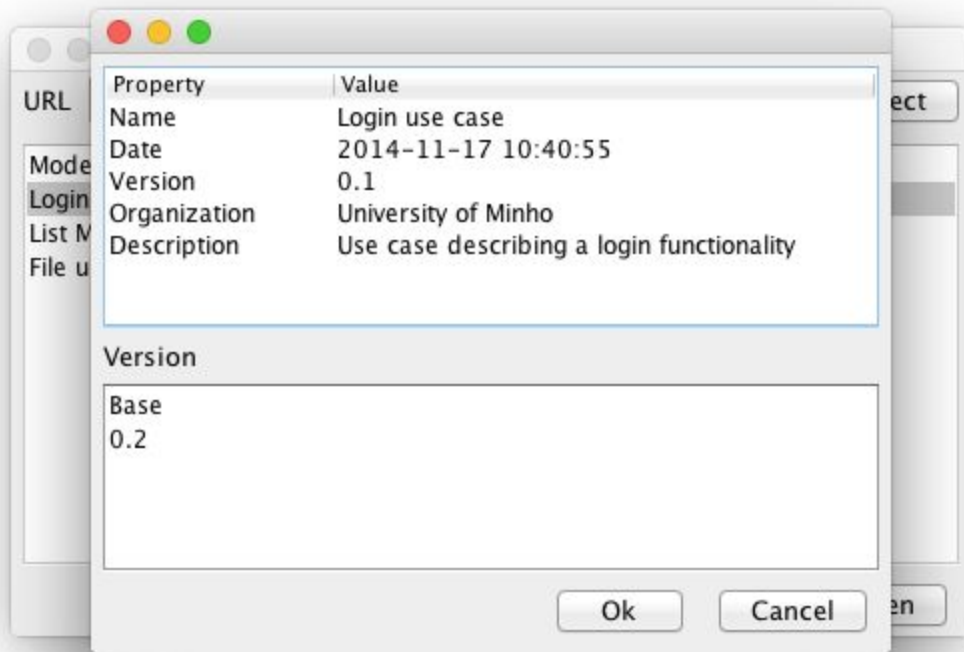 URL
ect
Mode
Login
List M
File u
en
Property Value
Name Login use case
Date 2014-11-17 10:40:55
Version 0.1
Organization University of Minho
Description Use case describing a login functionality
Version
Base
0.2
Ok Cancel